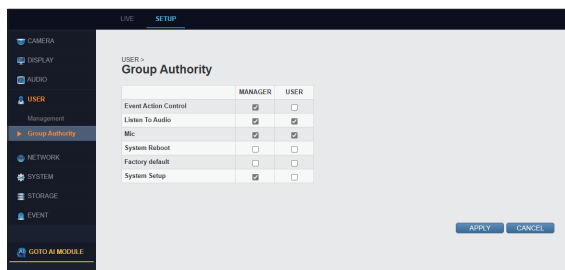 LIVE SETUP
CAMERA
DISPLAY
AUDIO
USER
Management
Group Authority
NETWORK
SYSTEM
STORAGE
EVENT
GOTO AI MODULE
USER >
Group Authority
MANAGER USER
Event Action Control
Listen To Audio
Mic
System Reboot
Factory default
System Setup
APPLY CANCEL